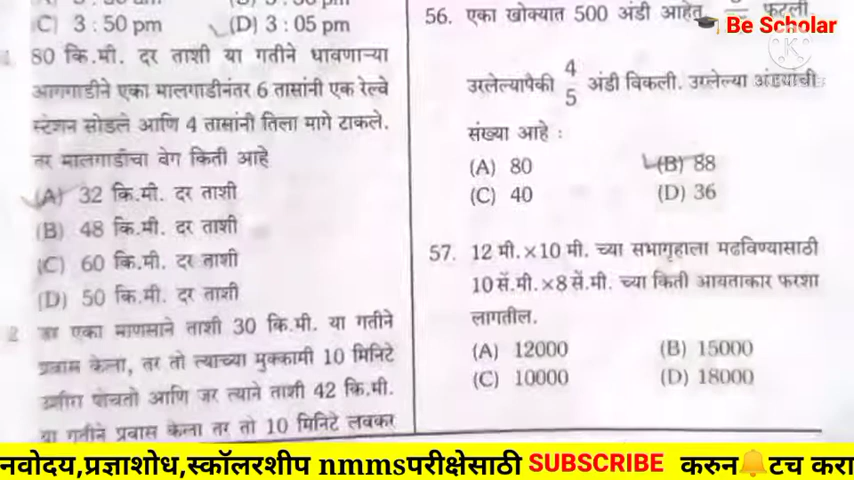 C) 3 : 50 pm (D) 3 : 05 pm
80 कि.मी. दर ताशी या गतीने धावणाऱ्या
आगगाडीने एका मालगाडीनंतर 6 तासांनी एक रेल्वे
स्टेशन सोडले आणि 4 तासांनी तिला मागे टाकले.
तर मालगाडीचा वेग किती आहे
(A) 32 कि.मी. दर ताशी
(B) 48 कि.मी. दर ताशी
(C) 60 कि.मी. दर ताशी
(D) 50 कि.मी. दर ताशी
जर एका माणसाने ताशी 30 कि.मी. या गतीने
प्रवास केला, तर तो त्याच्या मुक्कामी 10 मिनिटे
उशीरा पोचतो आणि जर त्याने ताशी 42 कि.मी.
या गतीने प्रवास केला तर तो 10 मिनिटे लवकर
56. एका खोक्यात 500 अंडी आहेत फुटली
Be Scholar
उरलेल्यापैकी 4/5 अंडी विकली. उरलेल्या अंड्यांची
संख्या आहे :
(A) 80 (B) 88
(C) 40 (D) 36
57. 12 मी.×10 मी. च्या सभागृहाला मढविण्यासाठी
10 सें.मी.×8 सें.मी. च्या किती आयताकार फरशा
लागतील.
(A) 12000 (B) 15000
(C) 10000 (D) 18000
नवोदय,प्रज्ञाशोध,स्कॉलरशीप nmmsपरीक्षेसाठी SUBSCRIBE करुन🔔टच करा